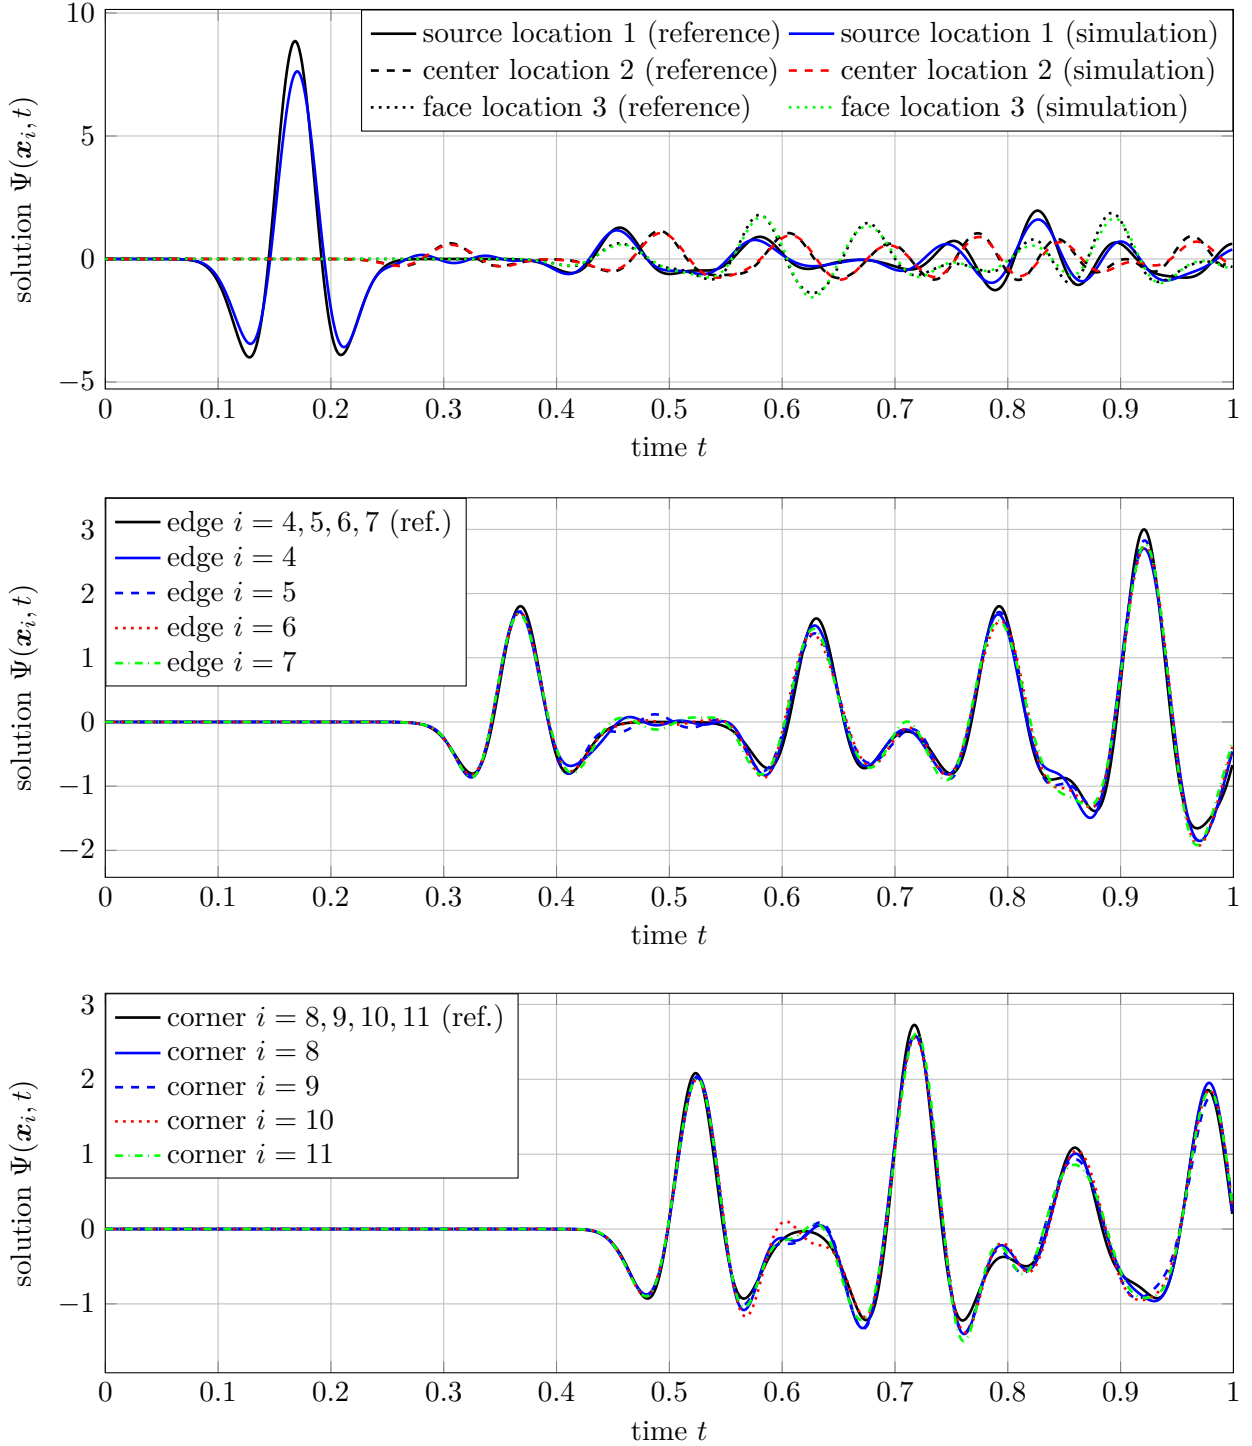 source location 1 (reference) source location 1 (simulation)
center location 2 (reference) center location 2 (simulation)
face location 3 (reference) face location 3 (simulation)
10
5
0
−5
solution Ψ(𝒙ᵢ, t)
0 0.1 0.2 0.3 0.4 0.5 0.6 0.7 0.8 0.9 1
time t
edge i = 4, 5, 6, 7 (ref.)
edge i = 4
edge i = 5
edge i = 6
edge i = 7
3
2
1
0
−1
−2
solution Ψ(𝒙ᵢ, t)
0 0.1 0.2 0.3 0.4 0.5 0.6 0.7 0.8 0.9 1
time t
corner i = 8, 9, 10, 11 (ref.)
corner i = 8
corner i = 9
corner i = 10
corner i = 11
3
2
1
0
−1
solution Ψ(𝒙ᵢ, t)
0 0.1 0.2 0.3 0.4 0.5 0.6 0.7 0.8 0.9 1
time t